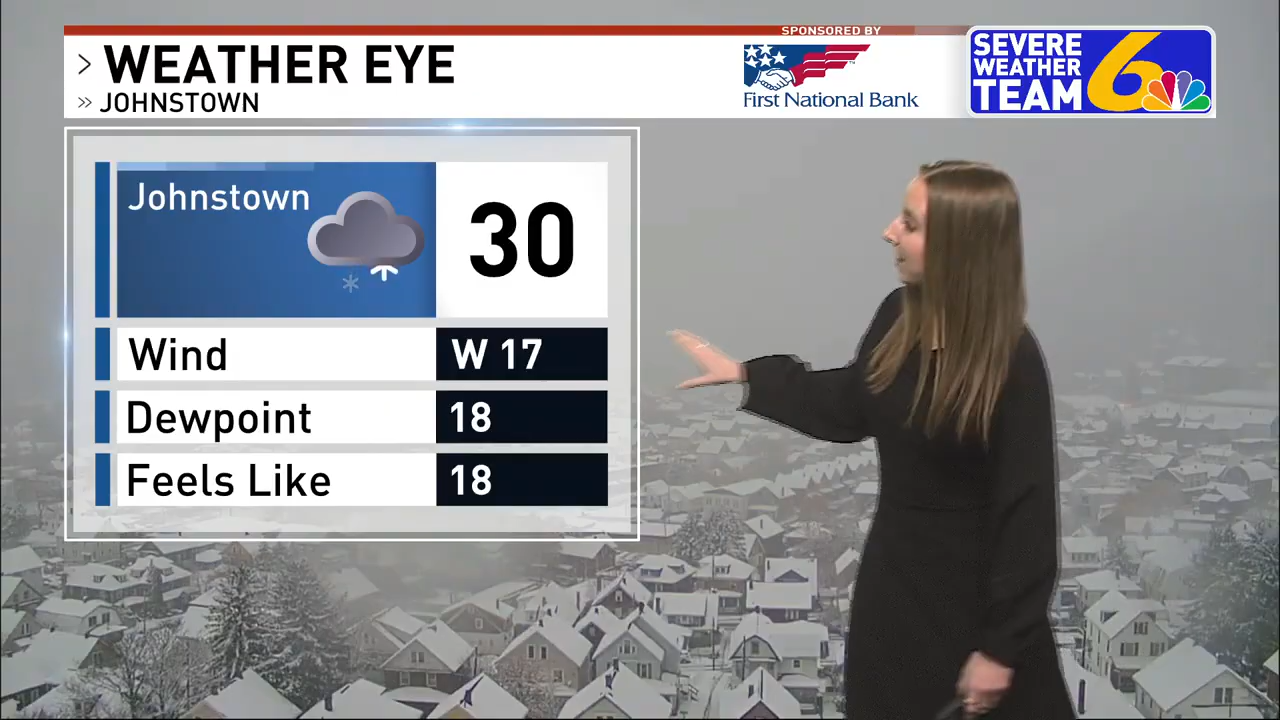 SPONSORED BY
> WEATHER EYE
» JOHNSTOWN
First National Bank
SEVERE
WEATHER
TEAM 6
Johnstown
30
Wind W 17
Dewpoint 18
Feels Like 18